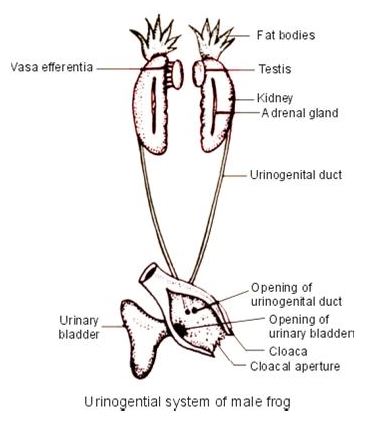 Fat bodies
Vasa efferentia
Testis
Kidney
Adrenal gland
Urinogenital duct
Opening of
urinogenital duct
Urinary
bladder
Opening of
urinary bladder
Cloaca
Cloacal aperture
Urinogential system of male frog